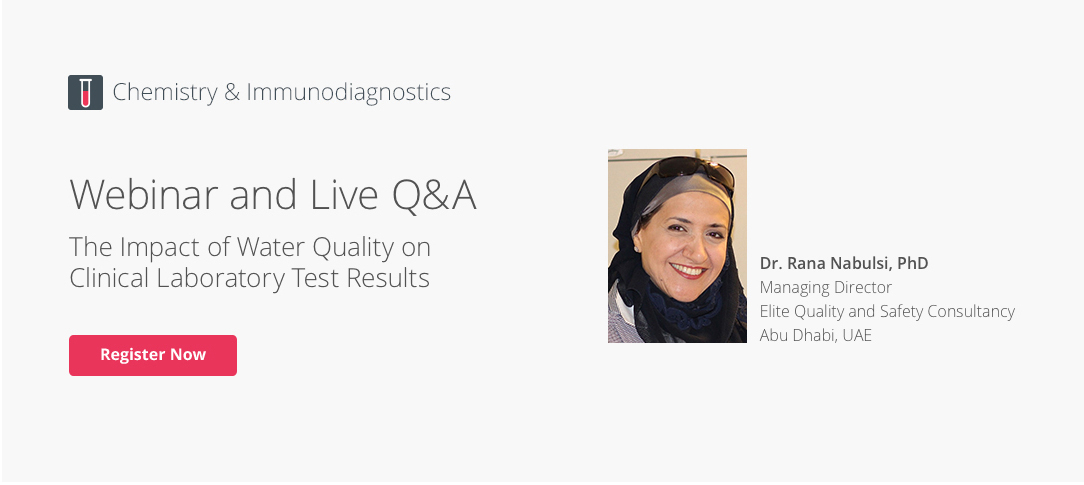 Chemistry & Immunodiagnostics
Webinar and Live Q&A
The Impact of Water Quality on
Clinical Laboratory Test Results
Register Now
Dr. Rana Nabulsi, PhD
Managing Director
Elite Quality and Safety Consultancy
Abu Dhabi, UAE